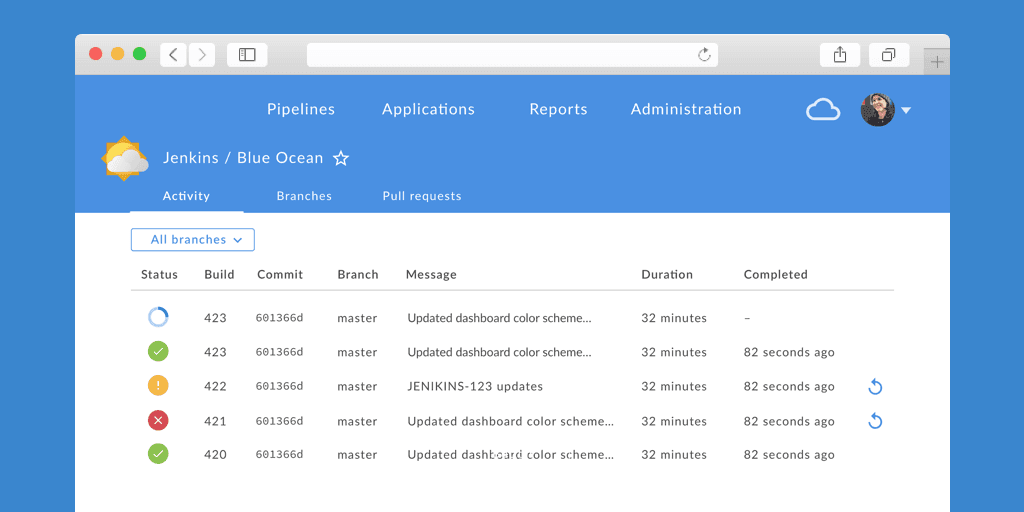 Pipelines Applications Reports Administration
Jenkins / Blue Ocean
Activity Branches Pull requests
All branches
Status Build Commit Branch Message Duration Completed
423 601366d master Updated dashboard color scheme... 32 minutes –
423 601366d master Updated dashboard color scheme... 32 minutes 82 seconds ago
422 601366d master JENIKINS-123 updates 32 minutes 82 seconds ago
421 601366d master Updated dashboard color scheme... 32 minutes 82 seconds ago
420 601366d master Updated dashboard color scheme... 32 minutes 82 seconds ago